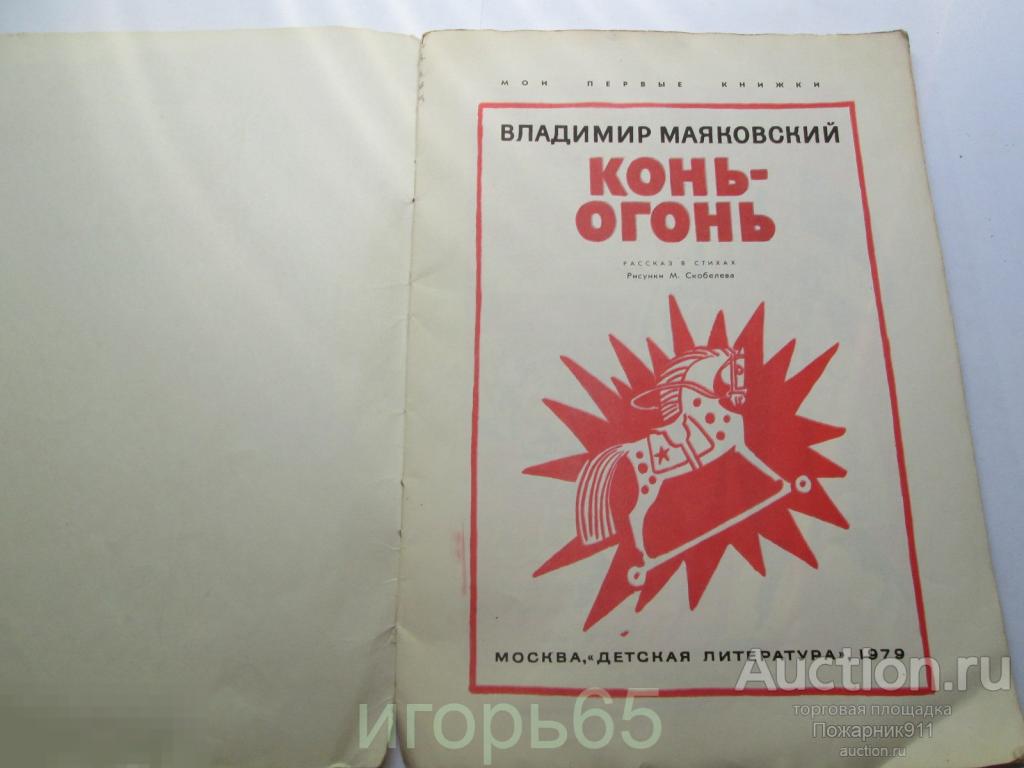 МОИ ПЕРВЫЕ КНИЖКИ
ВЛАДИМИР МАЯКОВСКИЙ
КОНЬ-
ОГОНЬ
РАССКАЗ В СТИХАХ
Рисунки М. Скобелева
МОСКВА, «ДЕТСКАЯ ЛИТЕРАТУРА» 1979
Auction.ru
торговая площадка
Пожарник911
auction.ru
игорь65